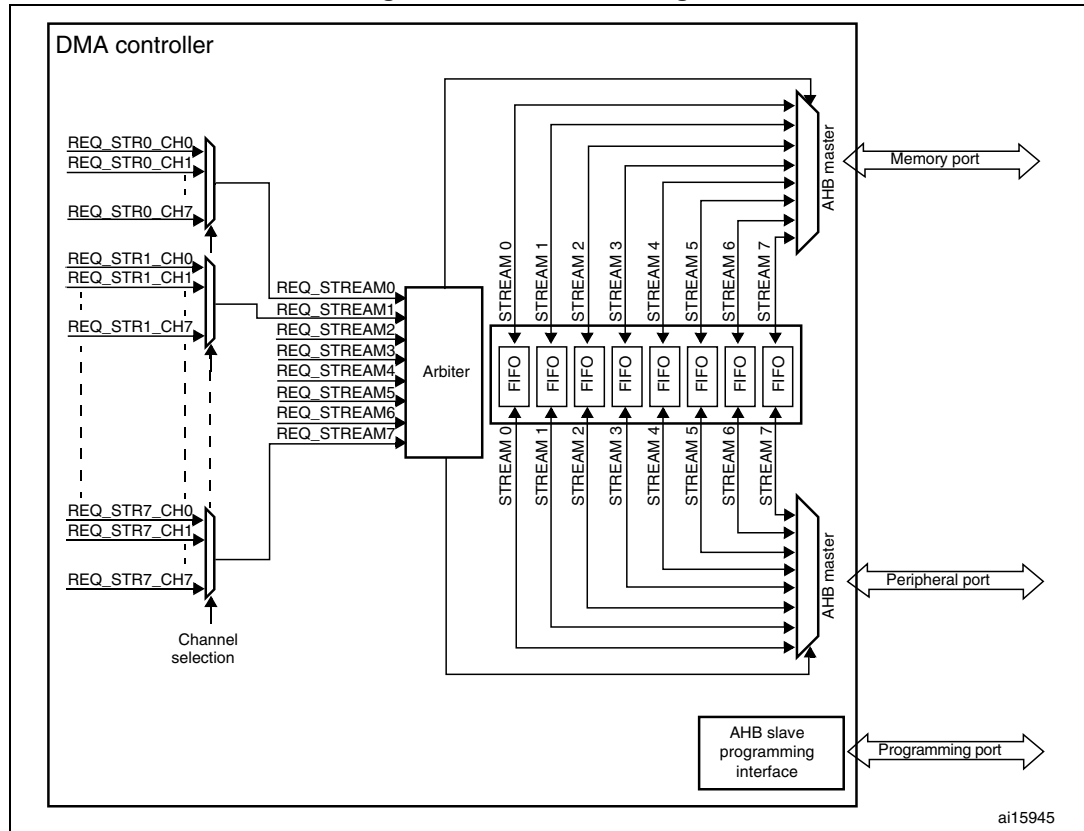 DMA controller
REQ_STR0_CH0
REQ_STR0_CH1
REQ_STR0_CH7
REQ_STR1_CH0
REQ_STR1_CH1
REQ_STR1_CH7
REQ_STR7_CH0
REQ_STR7_CH1
REQ_STR7_CH7
Channel
selection
REQ_STREAM0
REQ_STREAM1
REQ_STREAM2
REQ_STREAM3
REQ_STREAM4
REQ_STREAM5
REQ_STREAM6
REQ_STREAM7
Arbiter
STREAM 0
STREAM 1
STREAM 2
STREAM 3
STREAM 4
STREAM 5
STREAM 6
STREAM 7
FIFO
FIFO
FIFO
FIFO
FIFO
FIFO
FIFO
FIFO
STREAM 0
STREAM 1
STREAM 2
STREAM 3
STREAM 4
STREAM 5
STREAM 6
STREAM 7
AHB master
Memory port
AHB master
Peripheral port
AHB slave
programming
interface
Programming port
ai15945